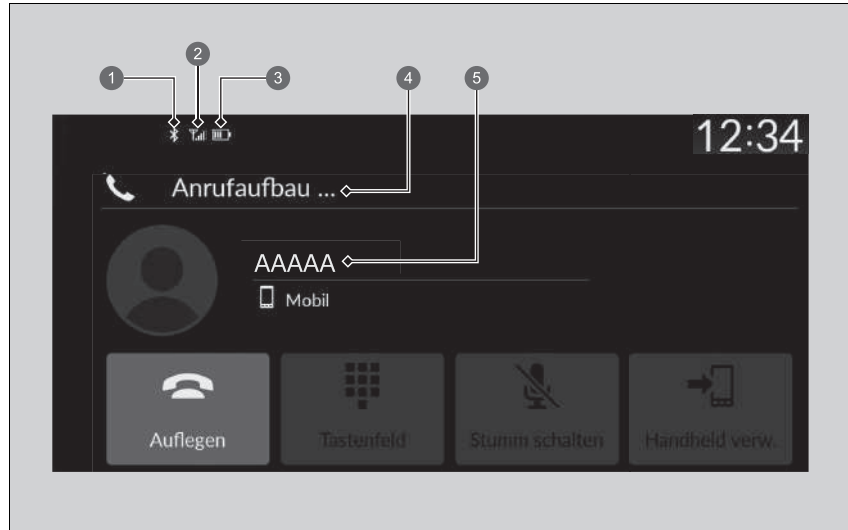 1 2 3 4 5
12:34
Anrufaufbau ...
AAAAA
Mobil
Auflegen Tastenfeld Stumm schalten Handheld verw.